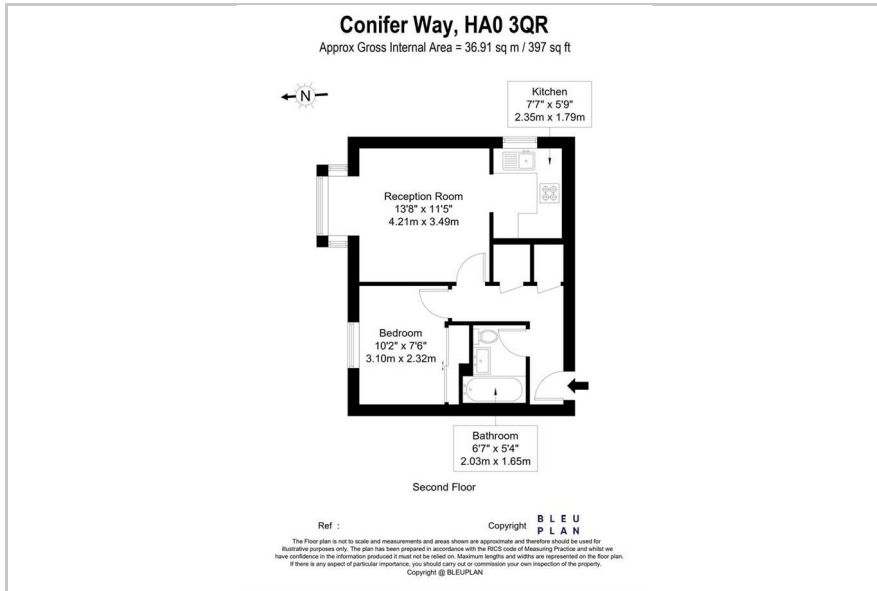 Conifer Way, HA0 3QR
Approx Gross Internal Area = 36.91 sq m / 397 sq ft
N
Kitchen
7'7" x 5'9"
2.35m x 1.79m
Reception Room
13'8" x 11'5"
4.21m x 3.49m
Bedroom
10'2" x 7'6"
3.10m x 2.32m
Bathroom
6'7" x 5'4"
2.03m x 1.65m
Second Floor
Ref :
Copyright
BLEU
PLAN
The Floor plan is not to scale and measurements and areas shown are approximate and therefore should be used for
illustrative purposes only. The plan has been prepared in accordance with the RICS code of Measuring Practice and whilst we
have confidence in the information produced it must not be relied on. Maximum lengths and widths are represented on the floor plan.
If there is any aspect of particular importance, you should carry out or commission your own inspection of the property.
Copyright @ BLEUPLAN